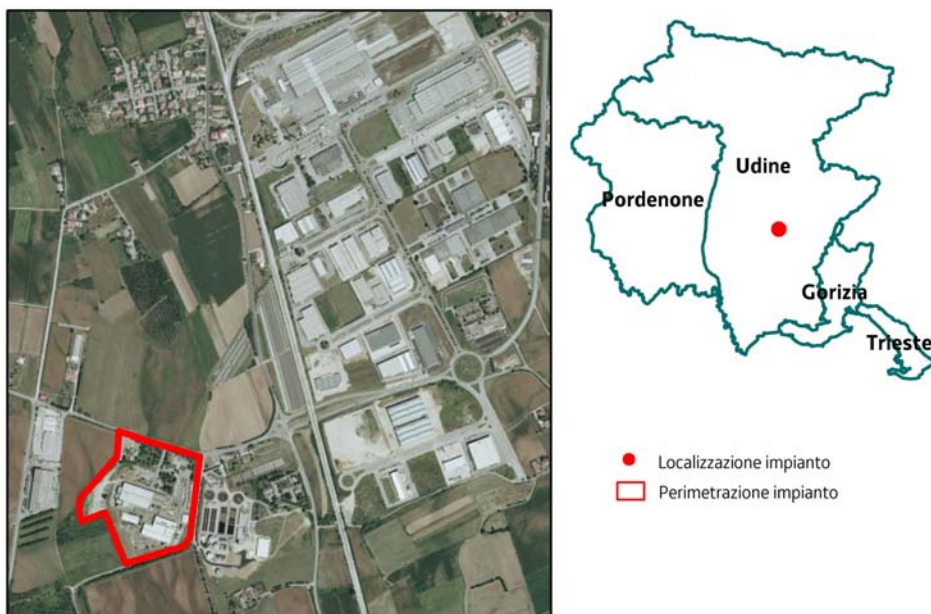 Udine
Pordenone
Gorizia
Trieste
Localizzazione impianto
Perimetrazione impianto